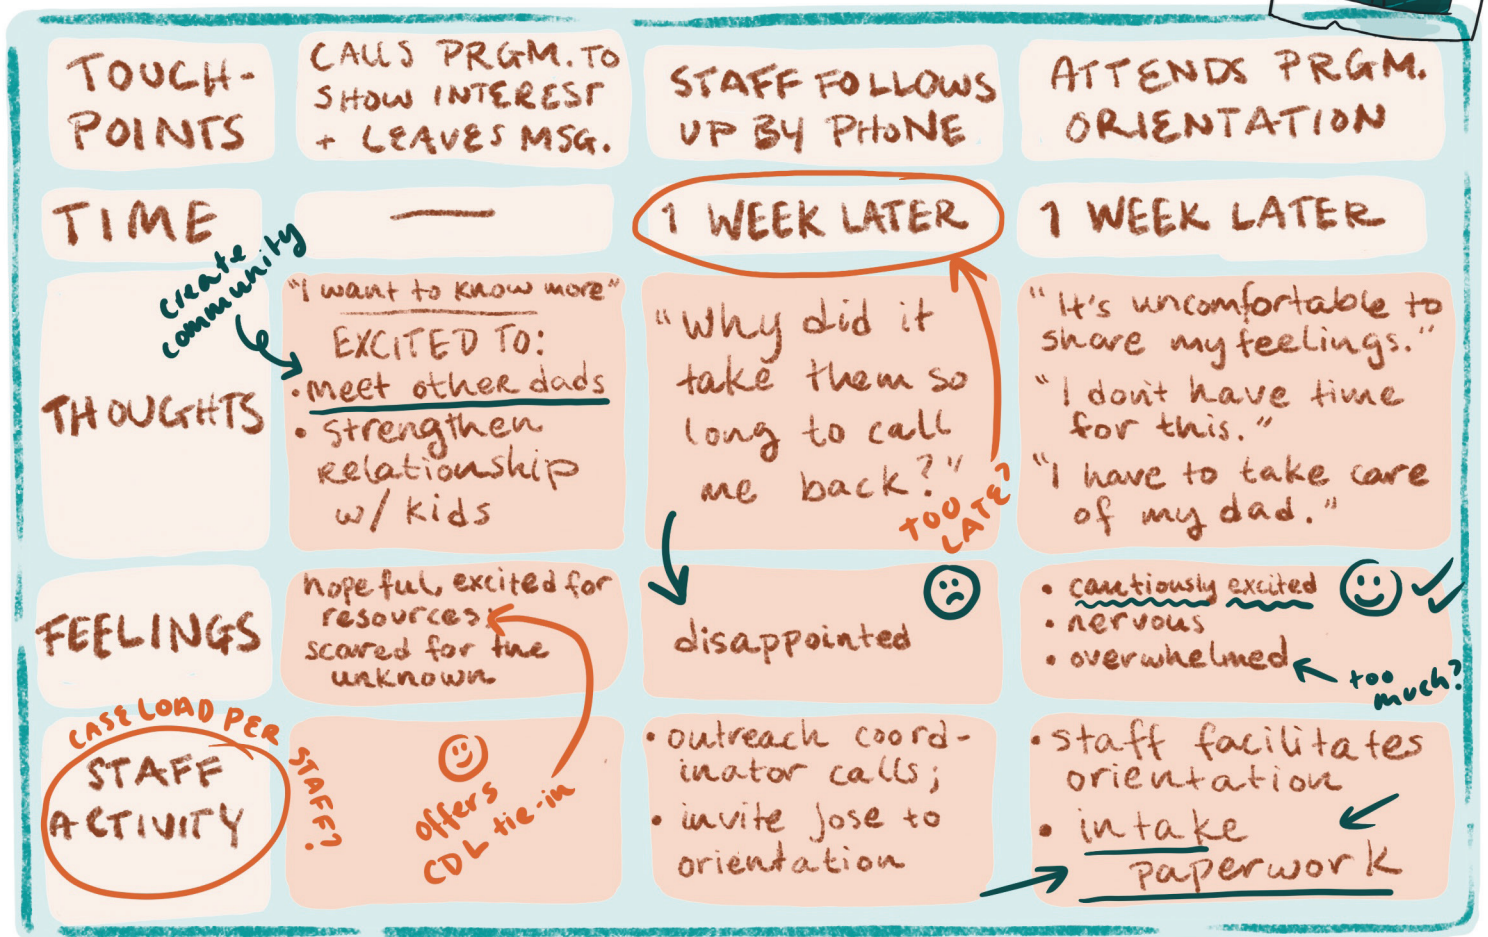 TOUCH-
POINTS
CALLS PRGM. TO
SHOW INTEREST
+ LEAVES MSG.
STAFF FOLLOWS
UP BY PHONE
ATTENDS PRGM.
ORIENTATION
TIME
—
1 WEEK LATER
1 WEEK LATER
create
community
THOUGHTS
"I want to know more"
EXCITED TO:
• meet other dads
• strengthen
relationship
w/ kids
"Why did it
take them so
long to call
me back?"
TOO
LATE?
"It's uncomfortable to
share my feelings."
"I don't have time
for this."
"I have to take care
of my dad."
FEELINGS
hopeful, excited for
resources;
scared for the
unknown
disappointed
• cautiously excited
• nervous
• overwhelmed
too
much?
CASE LOAD PER
STAFF?
STAFF
ACTIVITY
offers
CDL tie-in
• outreach coord-
inator calls;
• invite Jose to
orientation
• staff facilitates
orientation
• intake
paperwork